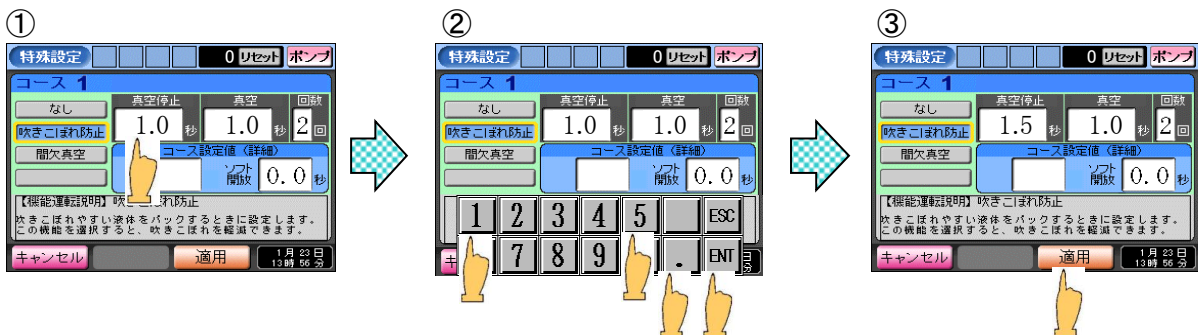 ①
特殊設定 0 リセット ポンプ
コース 1
なし 真空停止 真空 回数
吹きこぼれ防止 1.0 秒 1.0 秒 2 回
間欠真空 コース設定値（詳細）
ソフト開放 0.0 秒
【機能運転説明】吹きこぼれ防止
吹きこぼれやすい液体をパックするときに設定します。
この機能を選択すると、吹きこぼれを軽減できます。
キャンセル 適用 1月 23日 13時 56分
②
特殊設定 0 リセット ポンプ
コース 1
なし 真空停止 真空 回数
吹きこぼれ防止 1.0 秒 1.0 秒 2 回
間欠真空 コース設定値（詳細）
ソフト開放 0.0 秒
1 2 3 4 5 ESC
7 8 9 . ENT
③
特殊設定 0 リセット ポンプ
コース 1
なし 真空停止 真空 回数
吹きこぼれ防止 1.5 秒 1.0 秒 2 回
間欠真空 コース設定値（詳細）
ソフト開放 0.0 秒
【機能運転説明】吹きこぼれ防止
吹きこぼれやすい液体をパックするときに設定します。
この機能を選択すると、吹きこぼれを軽減できます。
キャンセル 適用 1月 23日 13時 56分